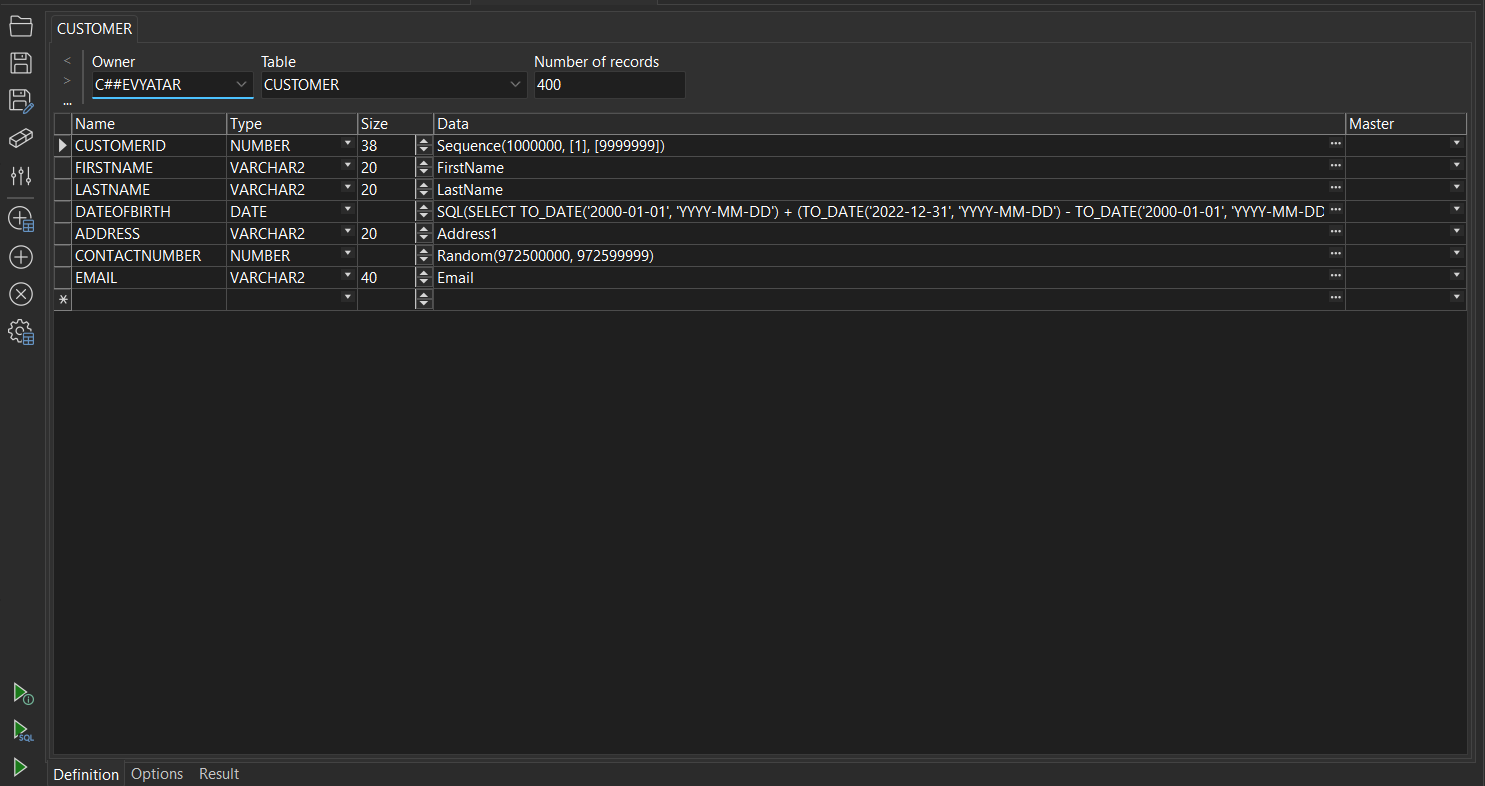 CUSTOMER
Owner Table Number of records
C##EVYATAR CUSTOMER 400
...
Name Type Size Data Master
CUSTOMERID NUMBER 38 Sequence(1000000, [1], [9999999])
FIRSTNAME VARCHAR2 20 FirstName
LASTNAME VARCHAR2 20 LastName
DATEOFBIRTH DATE SQL(SELECT TO_DATE('2000-01-01', 'YYYY-MM-DD') + (TO_DATE('2022-12-31', 'YYYY-MM-DD') - TO_DATE('2000-01-01', 'YYYY-MM-DD
ADDRESS VARCHAR2 20 Address1
CONTACTNUMBER NUMBER Random(972500000, 972599999)
EMAIL VARCHAR2 40 Email
SQL
Definition Options Result